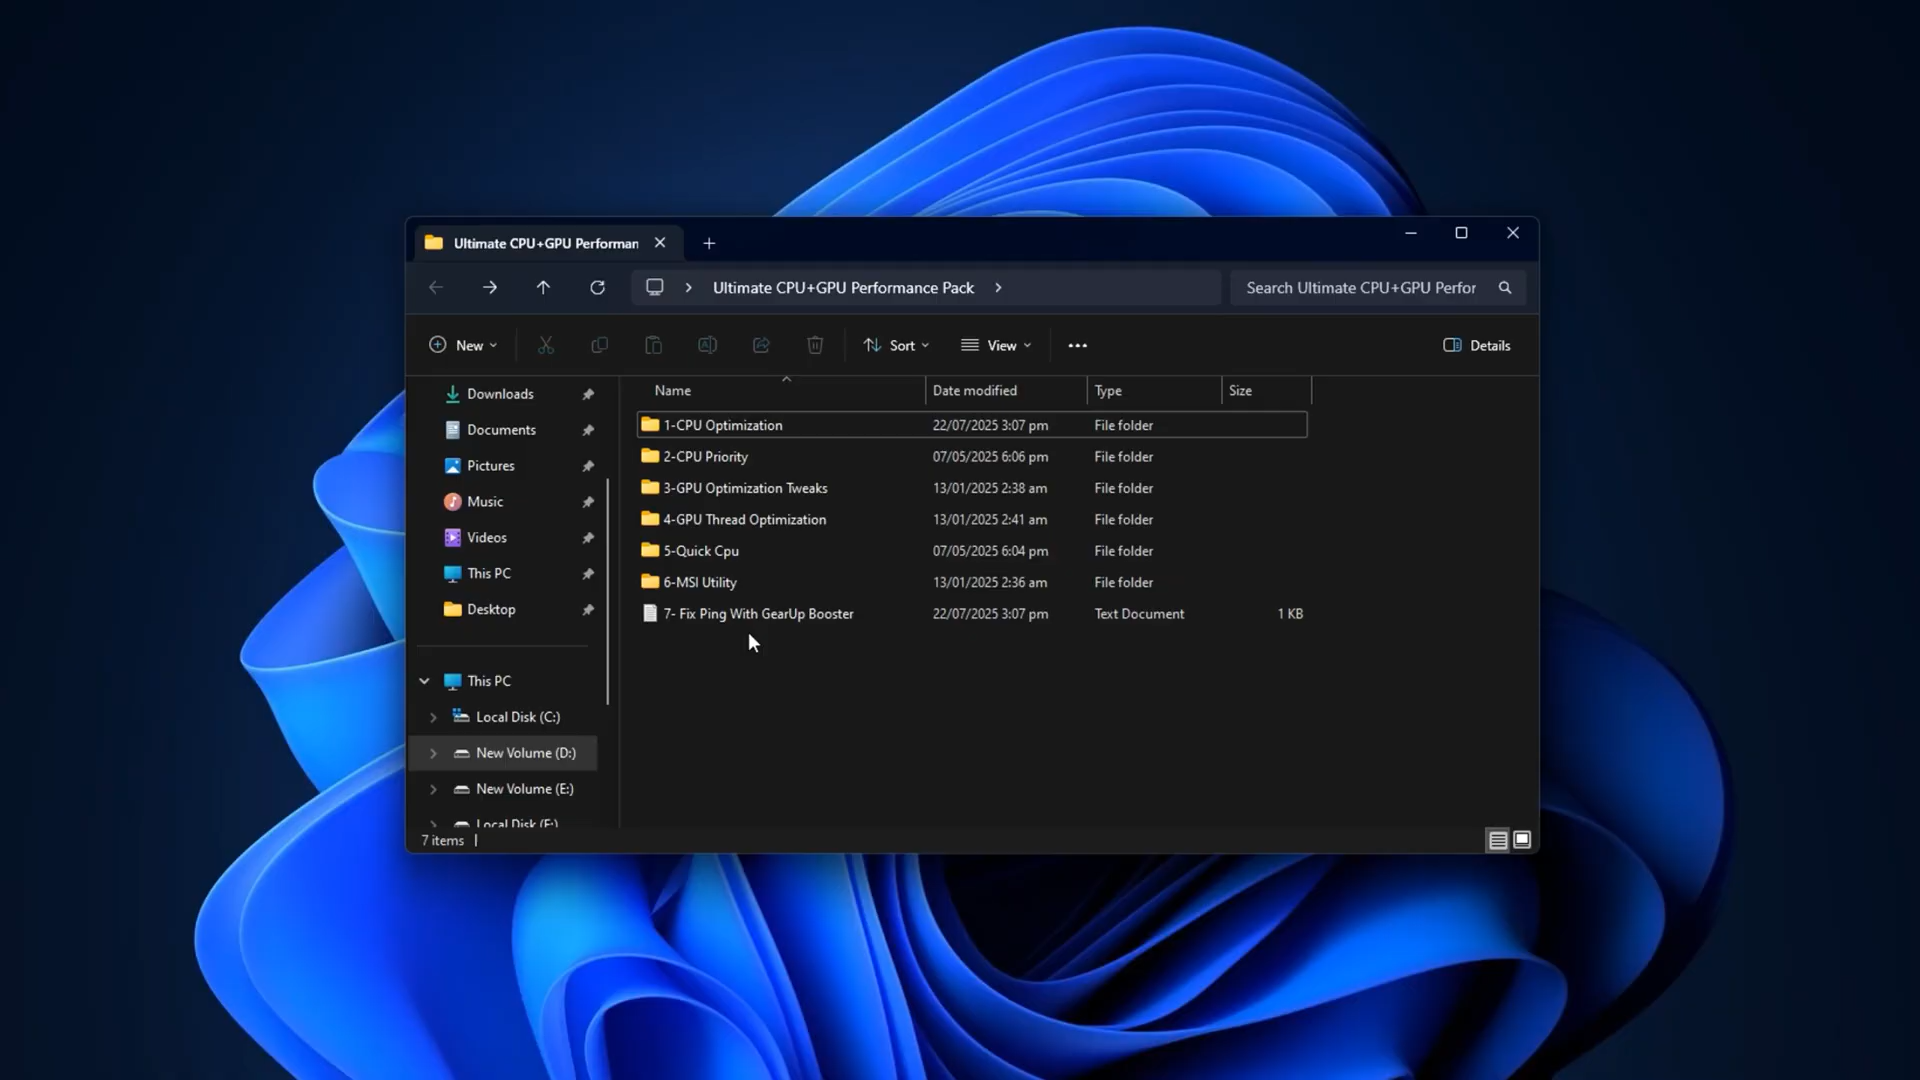 Ultimate CPU+GPU Performan
Ultimate CPU+GPU Performance Pack
Search Ultimate CPU+GPU Perfor
New
Sort
View
Details
Name Date modified Type Size
Downloads
Documents
Pictures
Music
Videos
This PC
Desktop
This PC
Local Disk (C:)
New Volume (D:)
New Volume (E:)
Local Disk (F:)
1-CPU Optimization 22/07/2025 3:07 pm File folder
2-CPU Priority 07/05/2025 6:06 pm File folder
3-GPU Optimization Tweaks 13/01/2025 2:38 am File folder
4-GPU Thread Optimization 13/01/2025 2:41 am File folder
5-Quick Cpu 07/05/2025 6:04 pm File folder
6-MSI Utility 13/01/2025 2:36 am File folder
7- Fix Ping With GearUp Booster 22/07/2025 3:07 pm Text Document 1 KB
7 items